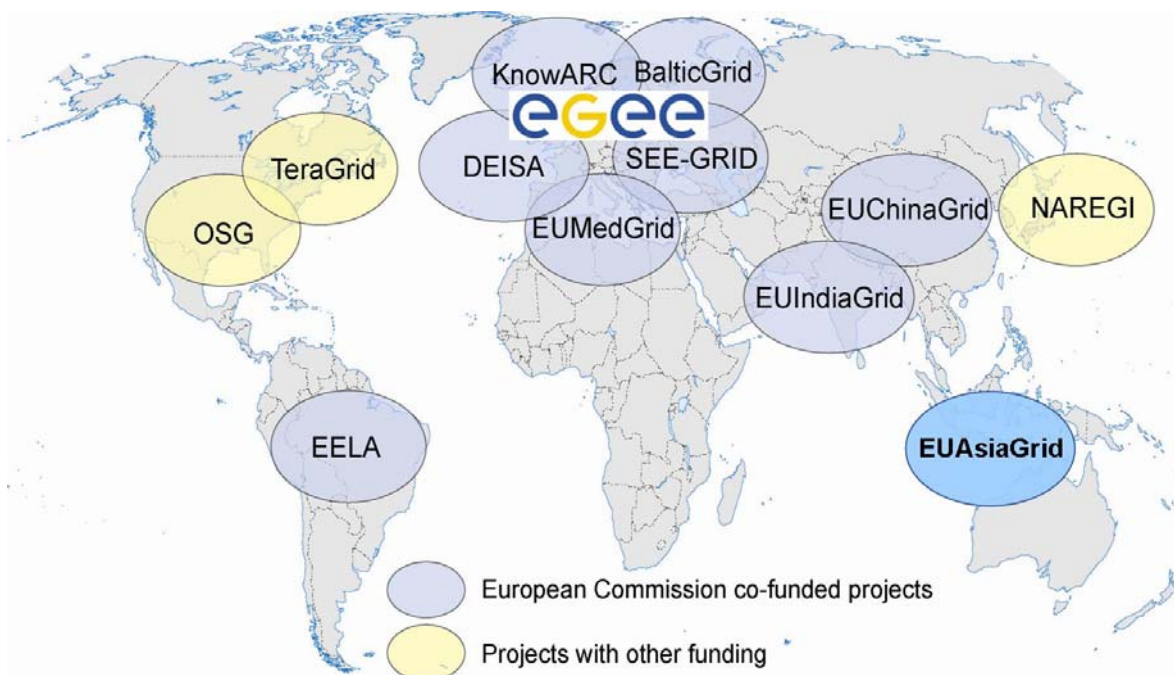 KnowARC
BalticGrid
eGee
TeraGrid
DEISA
SEE-GRID
OSG
EUMedGrid
EUChinaGrid
NAREGI
EUIndiaGrid
EELA
EUAsiaGrid
European Commission co-funded projects
Projects with other funding